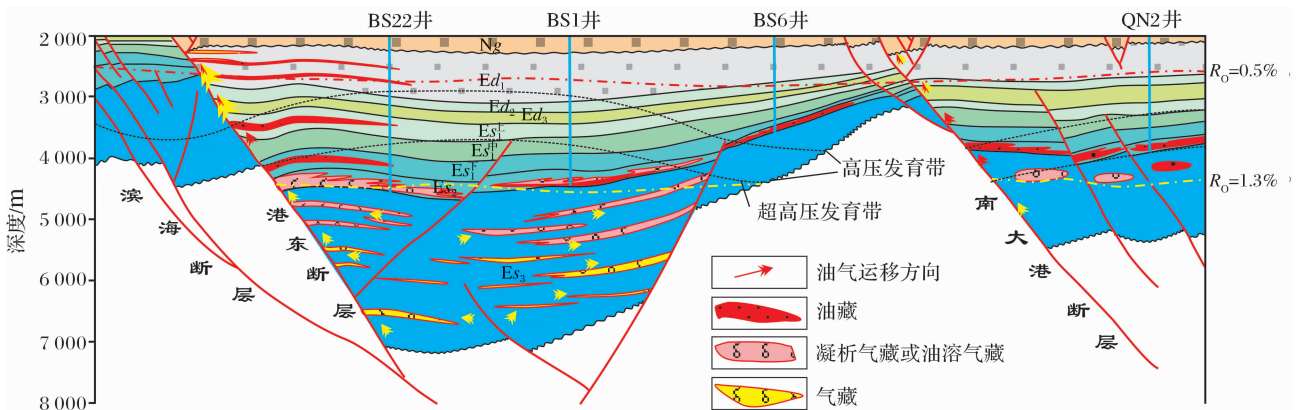 BS22井
BS1井
BS6井
QN2井
2 000
3 000
4 000
5 000
6 000
7 000
8 000
深度/m
Ng
Ed₁
Ed₂
Ed₃
Es₁上
Es₁中
Es₁下
Es₂
Es₃
Rₒ=0.5%
Rₒ=1.3%
高压发育带
超高压发育带
滨海断层
港东断层
南大港断层
油气运移方向
油藏
凝析气藏或油溶气藏
气藏